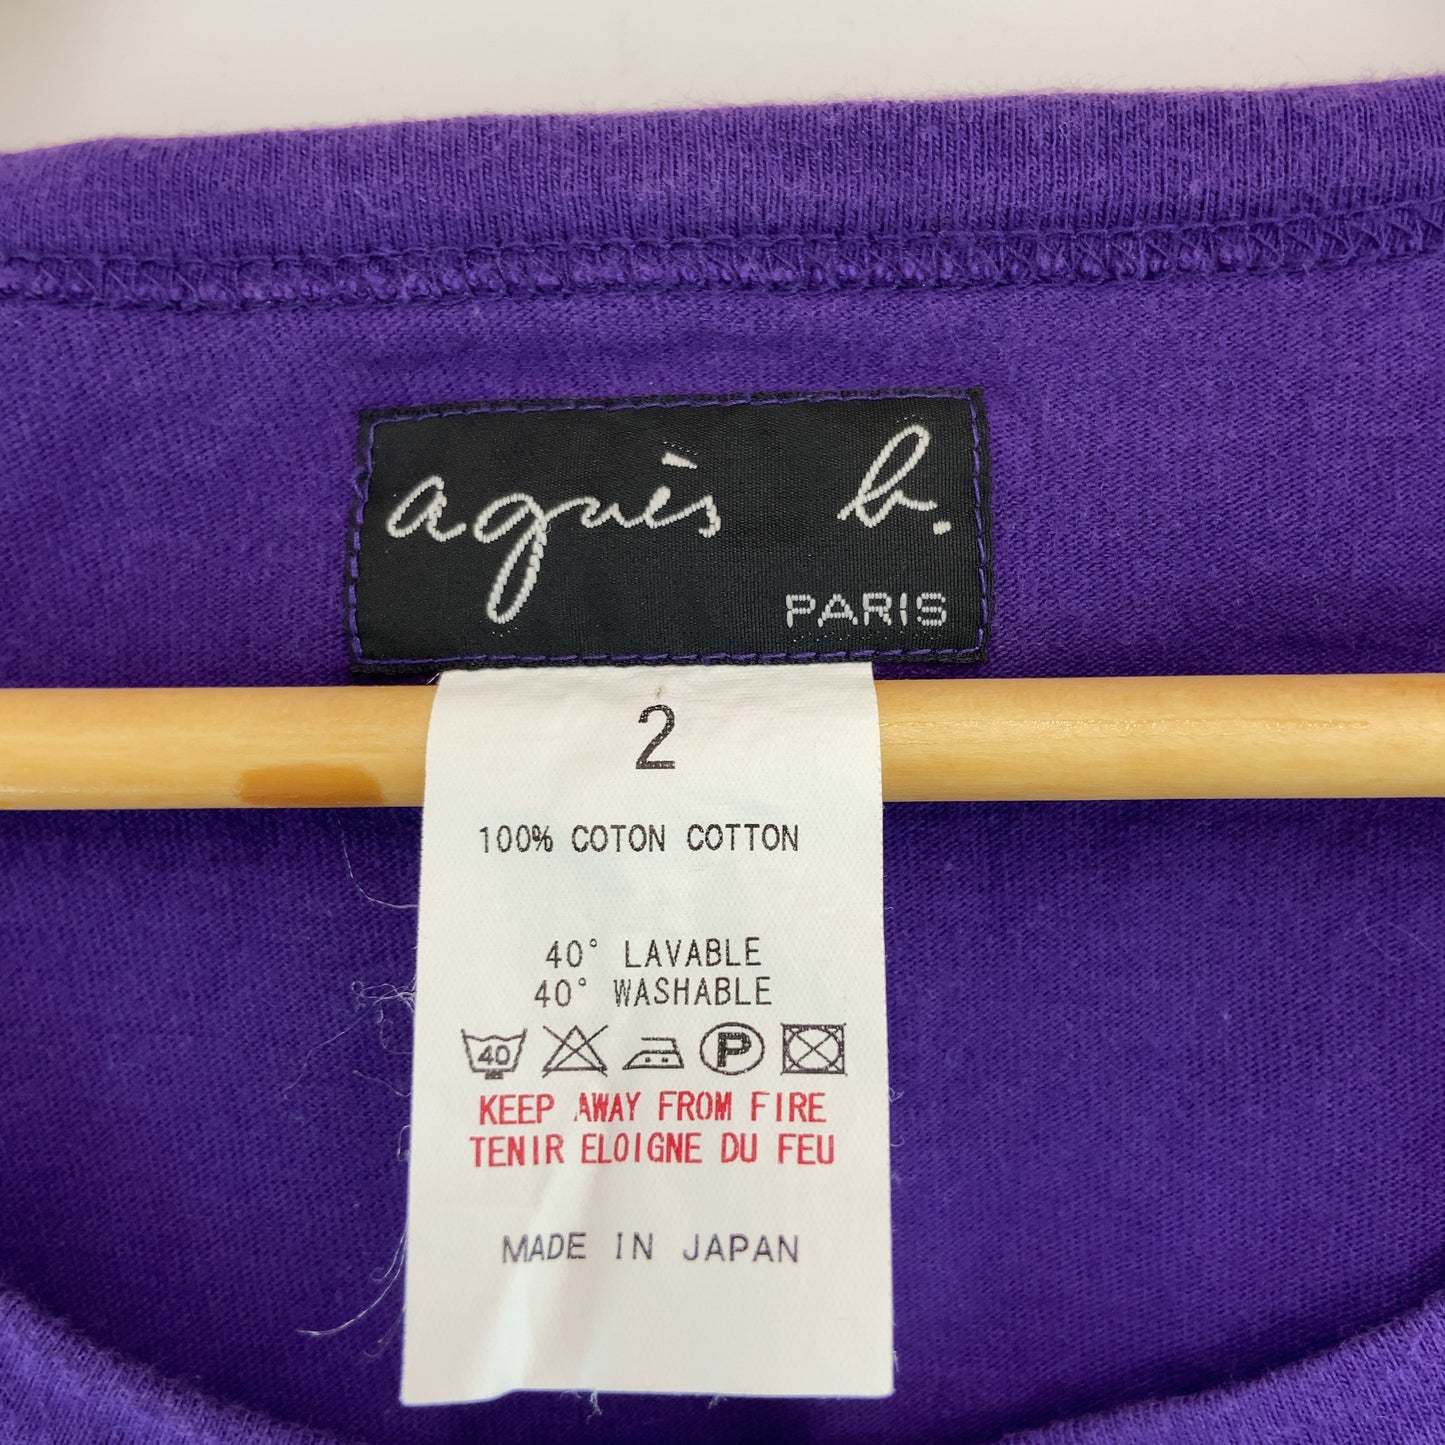 agnès b.
PARIS
2
100% COTON COTTON
40° LAVABLE
40° WASHABLE
40 P
KEEP AWAY FROM FIRE
TENIR ELOIGNE DU FEU
MADE IN JAPAN